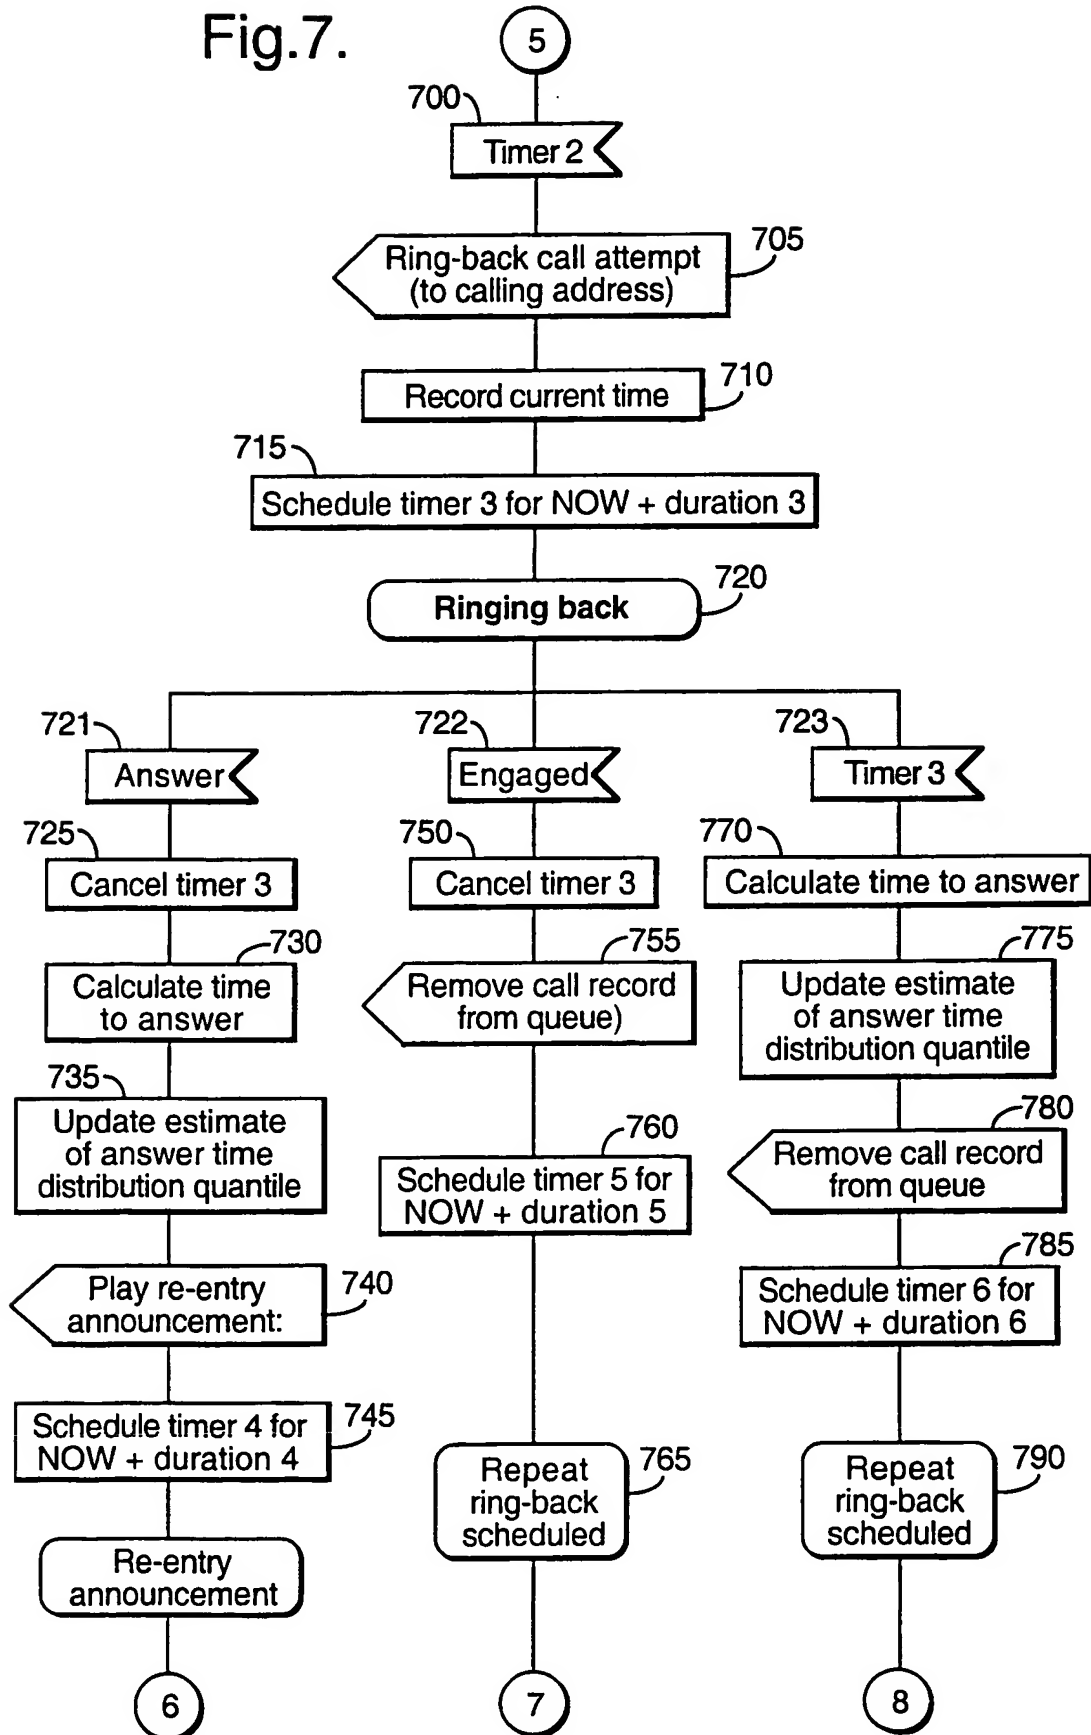 Fig.7.
5
700
Timer 2
705
Ring-back call attempt
(to calling address)
710
Record current time
715
Schedule timer 3 for NOW + duration 3
720
Ringing back
721
Answer
725
Cancel timer 3
730
Calculate time
to answer
735
Update estimate
of answer time
distribution quantile
740
Play re-entry
announcement:
745
Schedule timer 4 for
NOW + duration 4
Re-entry
announcement
6
722
Engaged
750
Cancel timer 3
755
Remove call record
from queue)
760
Schedule timer 5 for
NOW + duration 5
765
Repeat
ring-back
scheduled
7
723
Timer 3
770
Calculate time to answer
775
Update estimate
of answer time
distribution quantile
780
Remove call record
from queue
785
Schedule timer 6 for
NOW + duration 6
790
Repeat
ring-back
scheduled
8